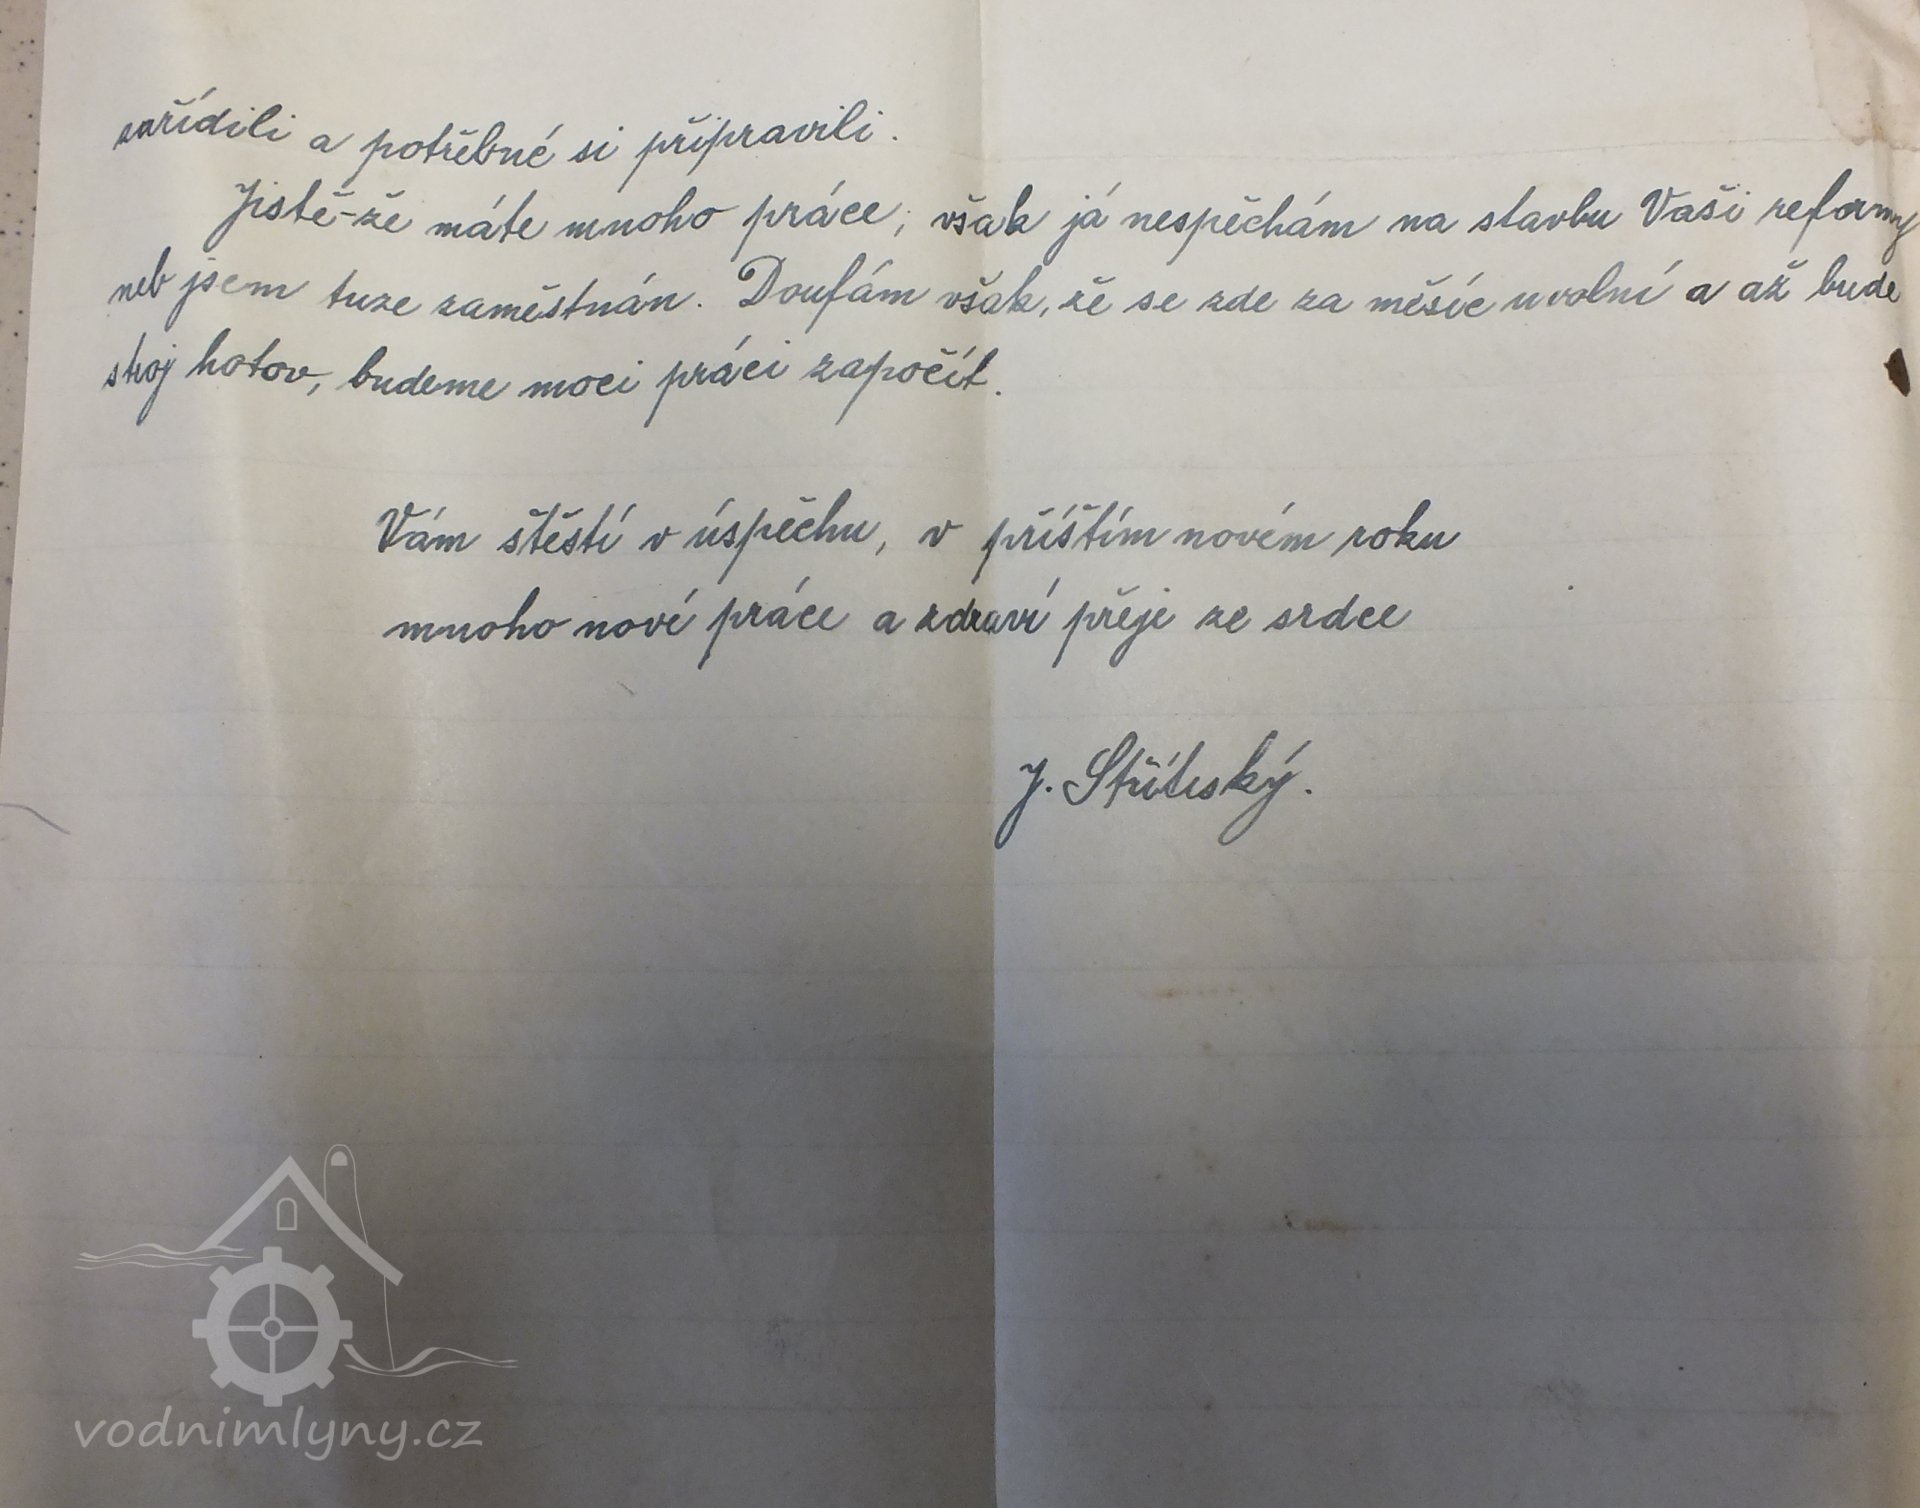 zařídili a potřebné si připravili.
Jistě-že máte mnoho práce, však já nespěchám na stavbu Vaši reformy
neb jsem tuze zaměstnán. Doufám však, že se zde za měsíc uvolní a až bude
stroj hotov, budeme moci práci započít.
Vám štěstí v úspěchu, v příštím novém roku
mnoho nové práce a zdraví přeje ze srdce
J. Stříteský.
vodnimlyny.cz